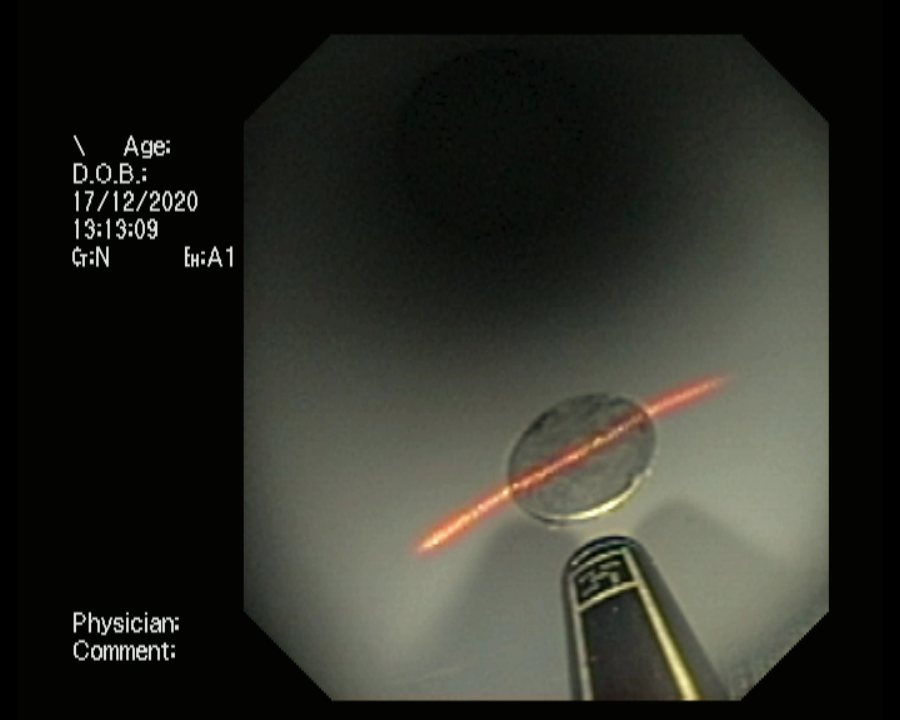 \ Age:
D.O.B.:
17/12/2020
13:13:09
Cr:N Eh:A1
Physician:
Comment: